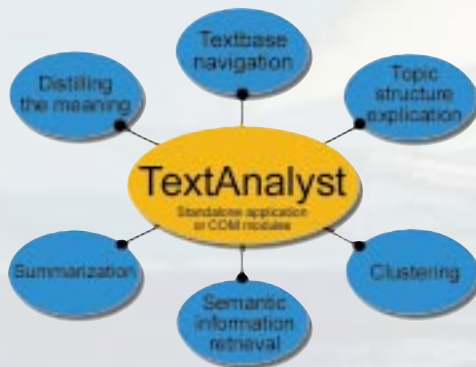 Textbase
navigation
Distilling
the meaning
Topic
structure
explication
TextAnalyst
Standalone application
or COM modules
Summarization
Clustering
Semantic
information
retrieval